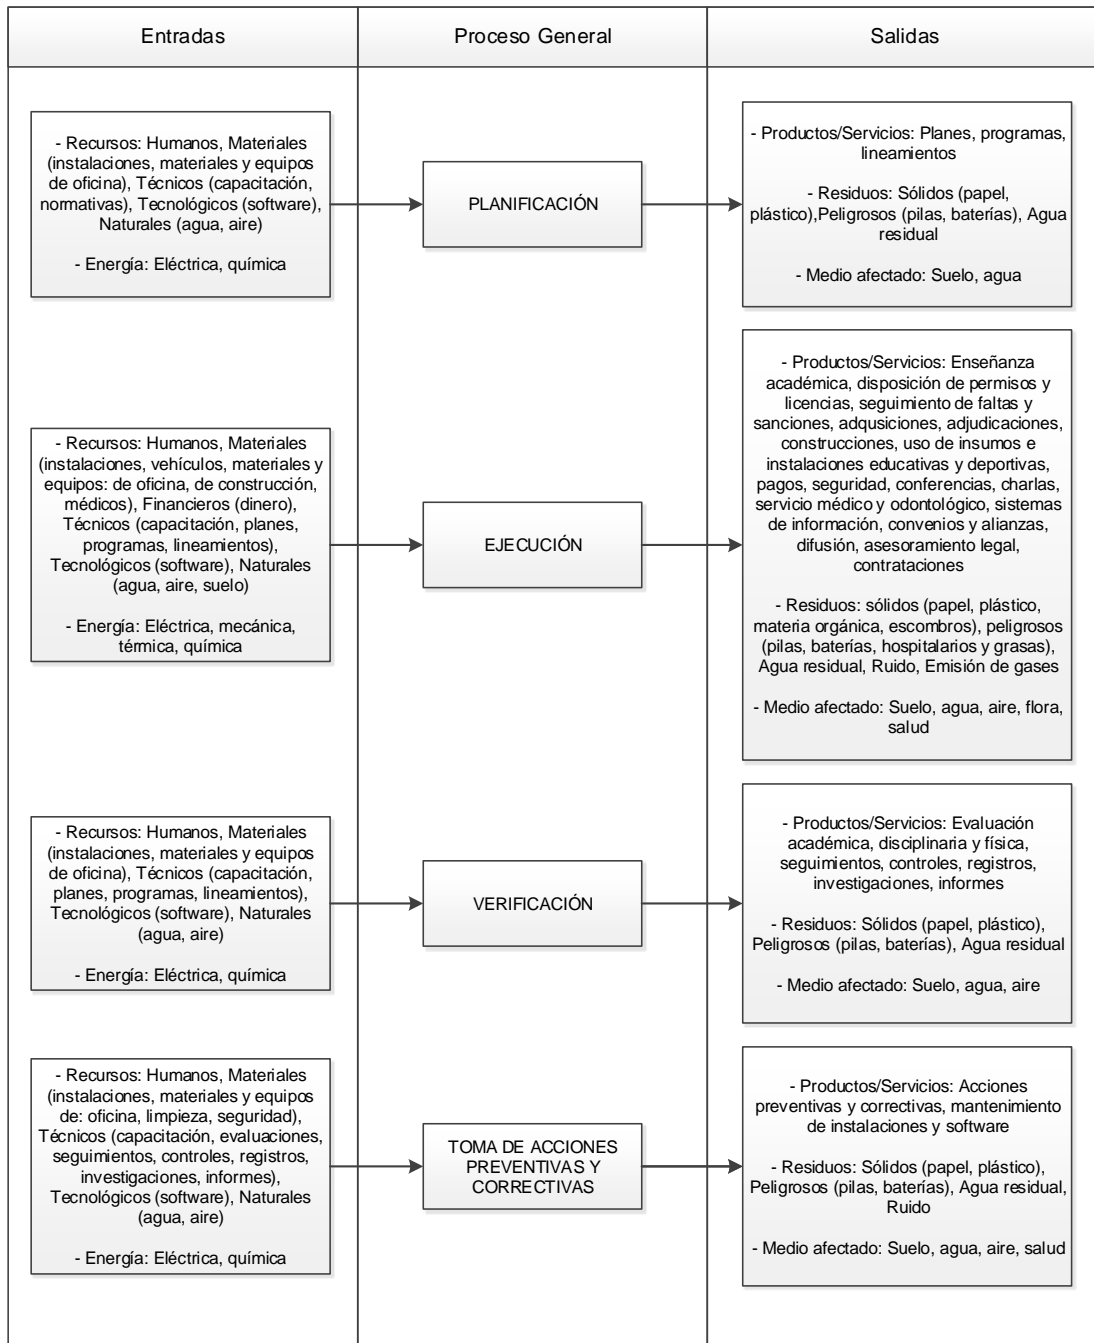 Entradas
Proceso General
Salidas
- Recursos: Humanos, Materiales
(instalaciones, materiales y equipos
de oficina), Técnicos (capacitación,
normativas), Tecnológicos (software),
Naturales (agua, aire)
- Energía: Eléctrica, química
PLANIFICACIÓN
- Productos/Servicios: Planes, programas,
lineamientos
- Residuos: Sólidos (papel,
plástico),Peligrosos (pilas, baterías), Agua
residual
- Medio afectado: Suelo, agua
- Recursos: Humanos, Materiales
(instalaciones, vehículos, materiales y
equipos: de oficina, de construcción,
médicos), Financieros (dinero),
Técnicos (capacitación, planes,
programas, lineamientos),
Tecnológicos (software), Naturales
(agua, aire, suelo)
- Energía: Eléctrica, mecánica,
térmica, química
EJECUCIÓN
- Productos/Servicios: Enseñanza
académica, disposición de permisos y
licencias, seguimiento de faltas y
sanciones, adqusiciones, adjudicaciones,
construcciones, uso de insumos e
instalaciones educativas y deportivas,
pagos, seguridad, conferencias, charlas,
servicio médico y odontológico, sistemas
de información, convenios y alianzas,
difusión, asesoramiento legal,
contrataciones
- Residuos: sólidos (papel, plástico,
materia orgánica, escombros), peligrosos
(pilas, baterías, hospitalarios y grasas),
Agua residual, Ruido, Emisión de gases
- Medio afectado: Suelo, agua, aire, flora,
salud
- Recursos: Humanos, Materiales
(instalaciones, materiales y equipos
de oficina), Técnicos (capacitación,
planes, programas, lineamientos),
Tecnológicos (software), Naturales
(agua, aire)
- Energía: Eléctrica, química
VERIFICACIÓN
- Productos/Servicios: Evaluación
académica, disciplinaria y física,
seguimientos, controles, registros,
investigaciones, informes
- Residuos: Sólidos (papel, plástico),
Peligrosos (pilas, baterías), Agua residual
- Medio afectado: Suelo, agua, aire
- Recursos: Humanos, Materiales
(instalaciones, materiales y equipos
de: oficina, limpieza, seguridad),
Técnicos (capacitación, evaluaciones,
seguimientos, controles, registros,
investigaciones, informes),
Tecnológicos (software), Naturales
(agua, aire)
- Energía: Eléctrica, química
TOMA DE ACCIONES
PREVENTIVAS Y
CORRECTIVAS
- Productos/Servicios: Acciones
preventivas y correctivas, mantenimiento
de instalaciones y software
- Residuos: Sólidos (papel, plástico),
Peligrosos (pilas, baterías), Agua residual,
Ruido
- Medio afectado: Suelo, agua, aire, salud